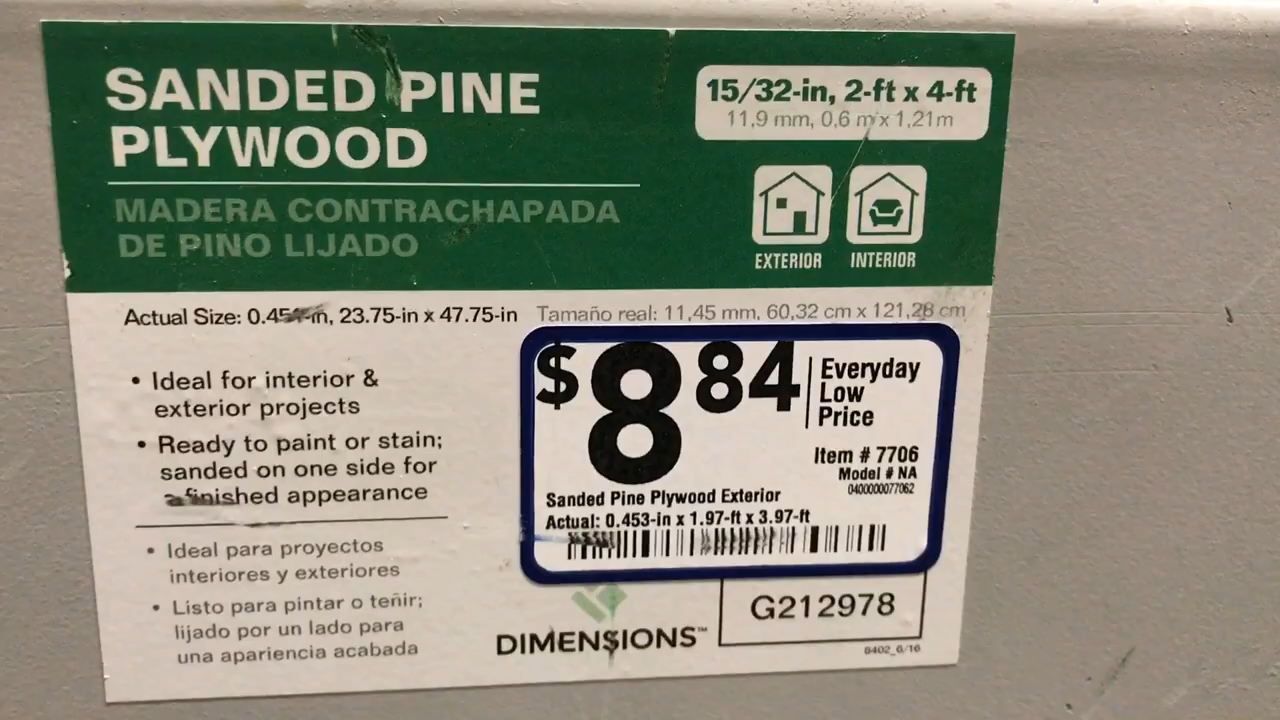 SANDED PINE
PLYWOOD
MADERA CONTRACHAPADA
DE PINO LIJADO
15/32-in, 2-ft x 4-ft
11,9 mm, 0,6 m x 1,21m
EXTERIOR INTERIOR
Actual Size: in, 23.75-in x 47.75-in
Tamaño real: 11,45 mm, 60,32 cm x 121,28 cm
• Ideal for interior &
exterior projects
• Ready to paint or stain;
sanded on one side for
a finished appearance
• Ideal para proyectos
interiores y exteriores
• Listo para pintar o teñir;
lijado por un lado para
una apariencia acabada
$8 84
Everyday
Low
Price
Item # 7706
Model # NA
0400000077062
Sanded Pine Plywood Exterior
Actual: 0.453-in x 1.97-ft x 3.97-ft
DIMENSIONS™
G212978
8402_6/16